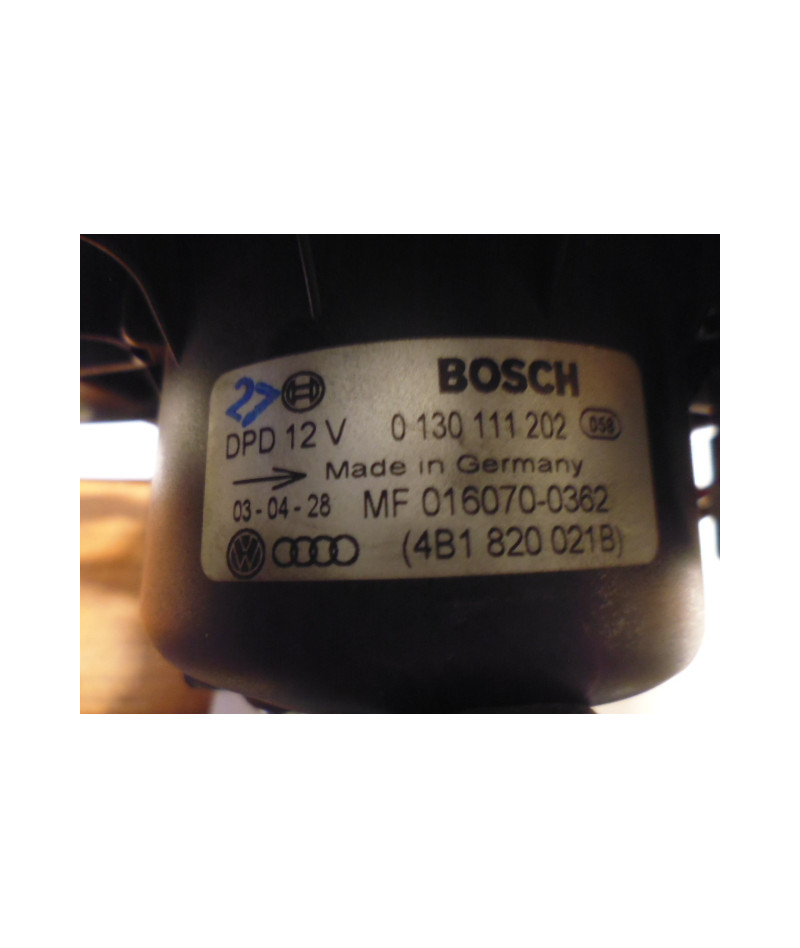 27 BOSCH
DPD 12 V 0 130 111 202 058
Made in Germany
03-04-28 MF 016070-0362
(4B1 820 021B)